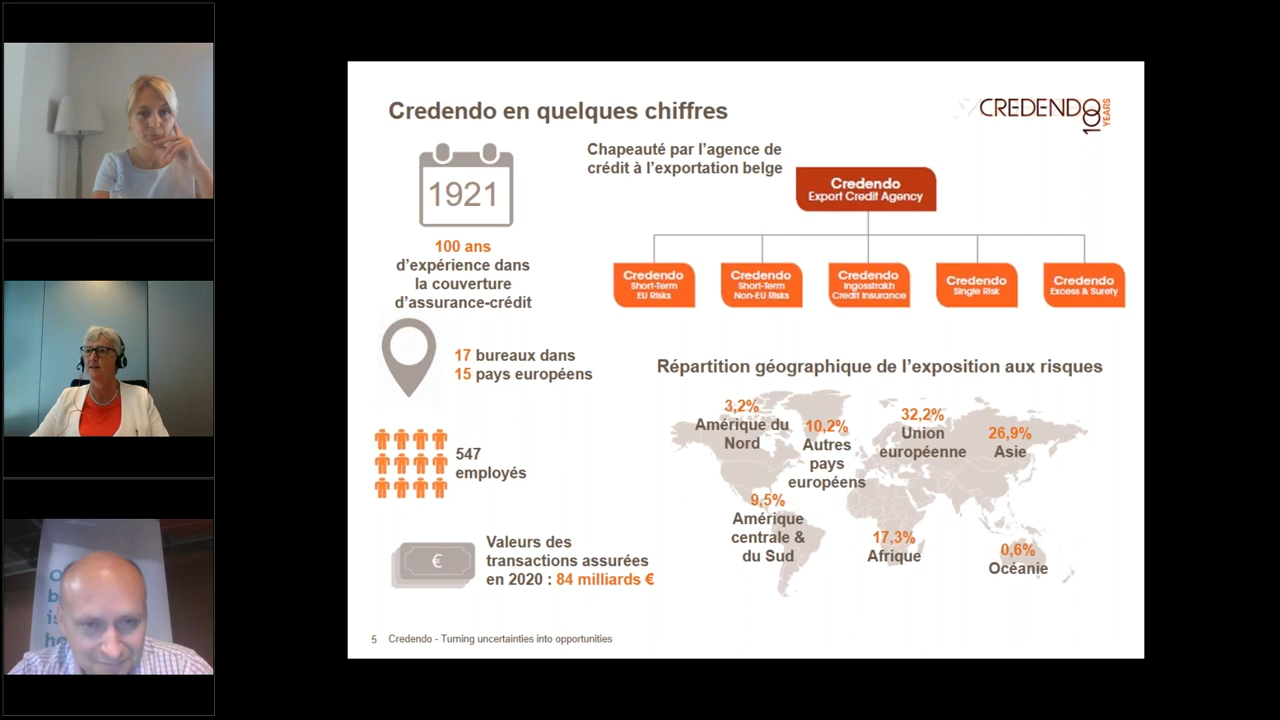 Credendo en quelques chiffres
CREDENDO
100
YEARS
1921
100 ans
d’expérience dans
la couverture
d’assurance-crédit
17 bureaux dans
15 pays européens
547
employés
€
Valeurs des
transactions assurées
en 2020 : 84 milliards €
Chapeauté par l’agence de
crédit à l’exportation belge
Credendo
Export Credit Agency
Credendo
Short-Term
EU Risks
Credendo
Short-Term
Non-EU Risks
Credendo
Ingosstrakh
Credit Insurance
Credendo
Single Risk
Credendo
Excess & Surety
Répartition géographique de l’exposition aux risques
3,2%
Amérique du
Nord
10,2%
Autres
pays
européens
32,2%
Union
européenne
26,9%
Asie
9,5%
Amérique
centrale &
du Sud
17,3%
Afrique
0,6%
Océanie
5 Credendo - Turning uncertainties into opportunities